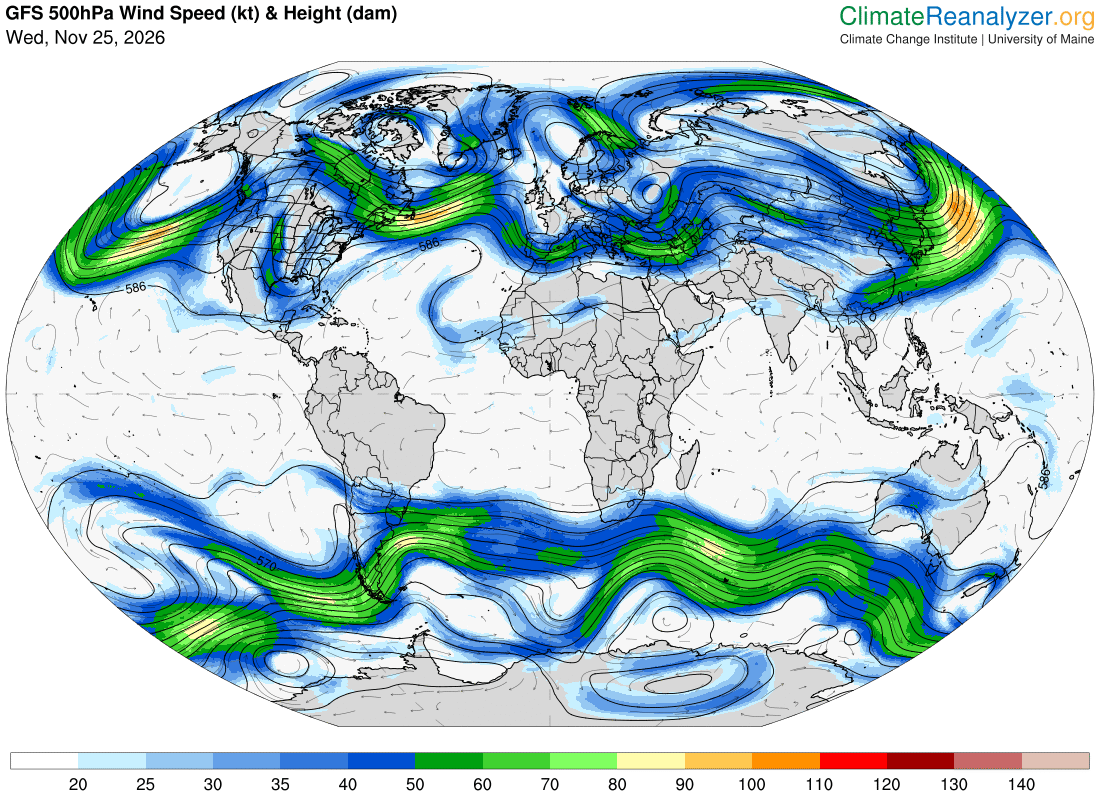 GFS 500hPa Wind Speed (kt) & Height (dam)
Wed, Nov 25, 2026
ClimateReanalyzer.org
Climate Change Institute | University of Maine
586
586
586
570
20 25 30 35 40 50 60 70 80 90 100 110 120 130 140